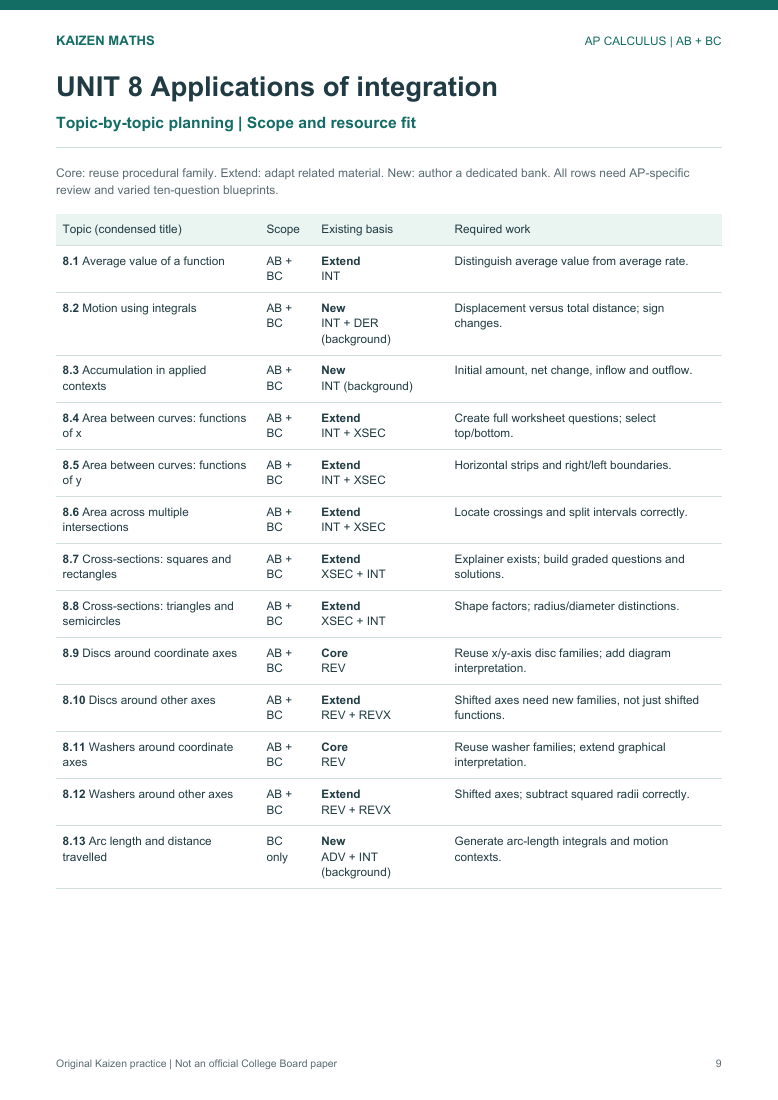 KAIZEN MATHS
AP CALCULUS | AB + BC
UNIT 8 Applications of integration
Topic-by-topic planning | Scope and resource fit
Core: reuse procedural family. Extend: adapt related material. New: author a dedicated bank. All rows need AP-specific
review and varied ten-question blueprints.
Topic (condensed title) Scope Existing basis Required work
8.1 Average value of a function AB + Extend Distinguish average value from average rate.
BC INT
8.2 Motion using integrals AB + New Displacement versus total distance; sign
BC INT + DER changes.
(background)
8.3 Accumulation in applied AB + New Initial amount, net change, inflow and outflow.
contexts BC INT (background)
8.4 Area between curves: functions AB + Extend Create full worksheet questions; select
of x BC INT + XSEC top/bottom.
8.5 Area between curves: functions AB + Extend Horizontal strips and right/left boundaries.
of y BC INT + XSEC
8.6 Area across multiple AB + Extend Locate crossings and split intervals correctly.
intersections BC INT + XSEC
8.7 Cross-sections: squares and AB + Extend Explainer exists; build graded questions and
rectangles BC XSEC + INT solutions.
8.8 Cross-sections: triangles and AB + Extend Shape factors; radius/diameter distinctions.
semicircles BC XSEC + INT
8.9 Discs around coordinate axes AB + Core Reuse x/y-axis disc families; add diagram
BC REV interpretation.
8.10 Discs around other axes AB + Extend Shifted axes need new families, not just shifted
BC REV + REVX functions.
8.11 Washers around coordinate AB + Core Reuse washer families; extend graphical
axes BC REV interpretation.
8.12 Washers around other axes AB + Extend Shifted axes; subtract squared radii correctly.
BC REV + REVX
8.13 Arc length and distance BC New Generate arc-length integrals and motion
travelled only ADV + INT contexts.
(background)
Original Kaizen practice | Not an official College Board paper
9